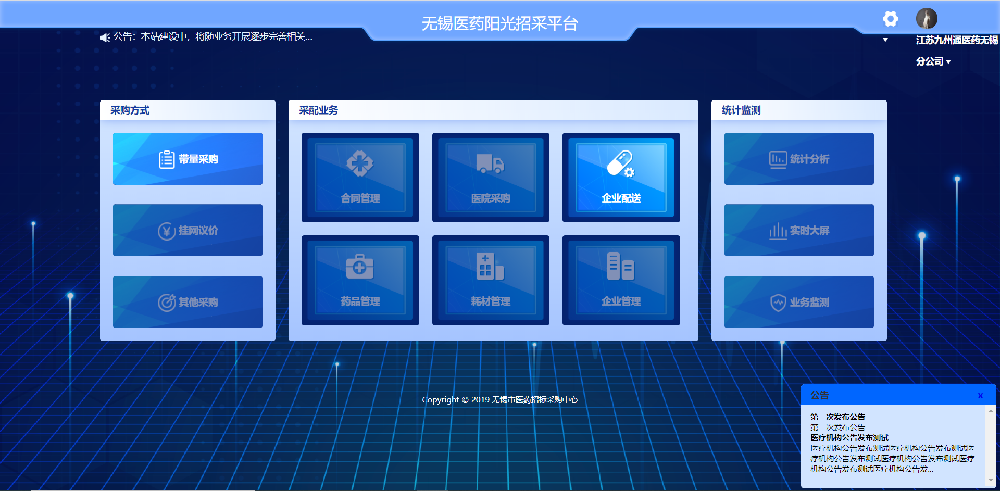 无锡医药阳光招采平台
公告：本站建设中，将随业务开展逐步完善相关...
江苏九州通医药无锡
分公司
采购方式
带量采购
挂网议价
其他采购
采配业务
合同管理
医院采购
企业配送
药品管理
耗材管理
企业管理
统计监测
统计分析
实时大屏
业务监测
Copyright © 2019 无锡市医药招标采购中心
公告
x
第一次发布公告
第一次发布公告
医疗机构公告发布测试
医疗机构公告发布测试医疗机构公告发布测试医
疗机构公告发布测试医疗机构公告发布测试医疗
机构公告发布测试医疗机构公告发...